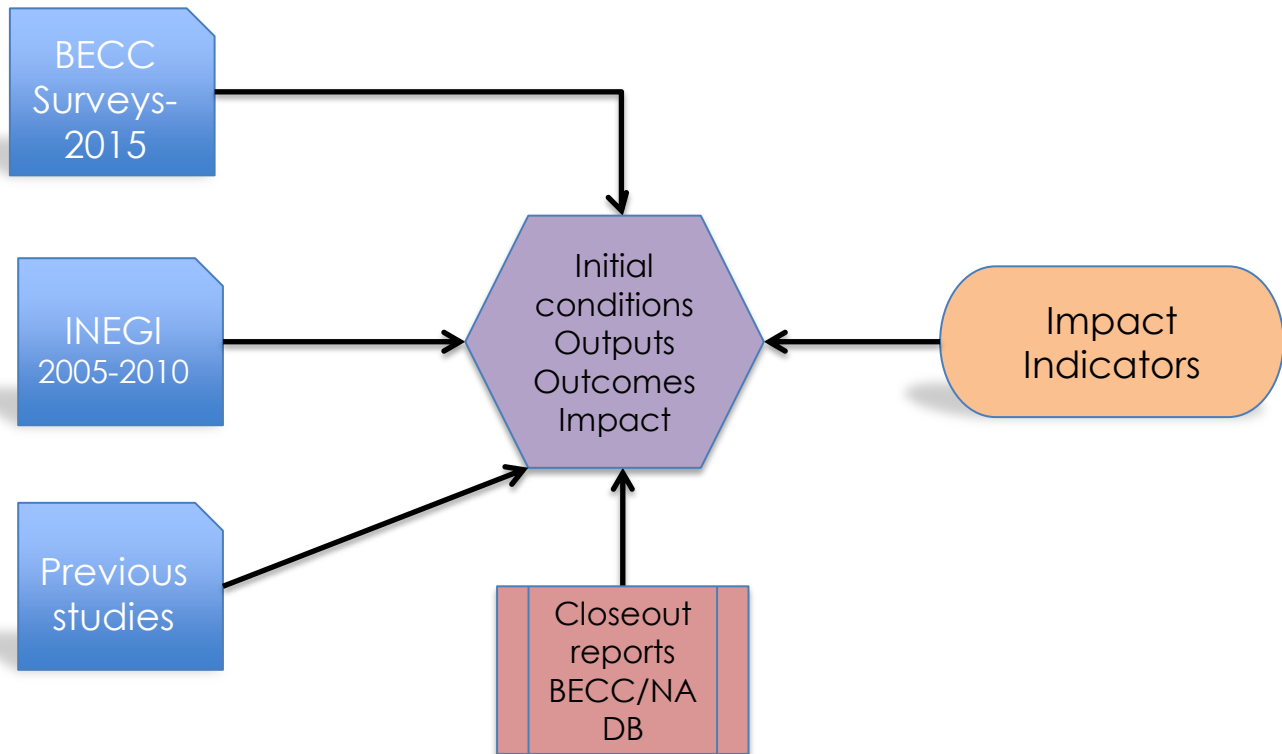 BECC
Surveys-
2015
INEGI
2005-2010
Previous
studies
Initial
conditions
Outputs
Outcomes
Impact
Closeout
reports
BECC/NA
DB
Impact
Indicators